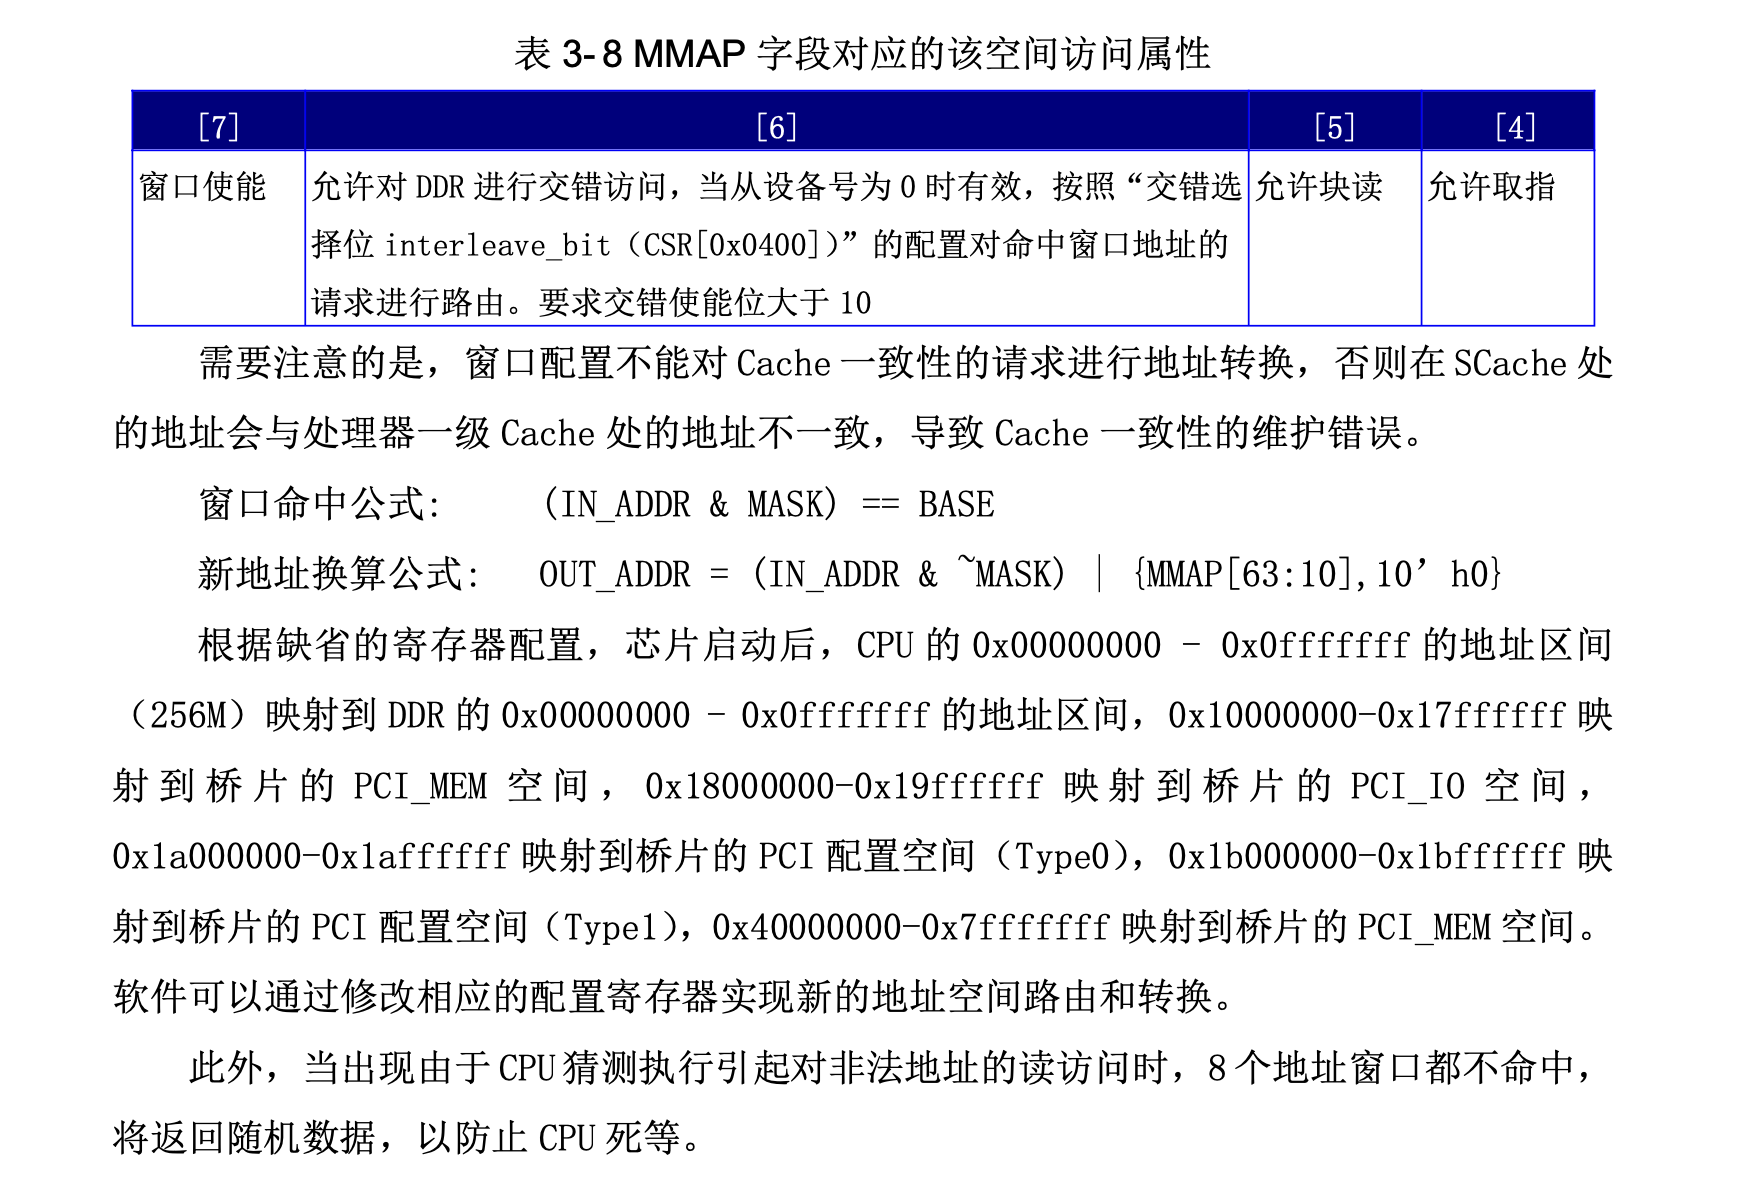 表 3- 8 MMAP 字段对应的该空间访问属性
[7] [6] [5] [4]
窗口使能 允许对 DDR 进行交错访问，当从设备号为 0 时有效，按照“交错选 允许块读 允许取指
择位 interleave_bit（CSR[0x0400]）”的配置对命中窗口地址的
请求进行路由。要求交错使能位大于 10
需要注意的是，窗口配置不能对 Cache 一致性的请求进行地址转换，否则在 SCache 处
的地址会与处理器一级 Cache 处的地址不一致，导致 Cache 一致性的维护错误。
窗口命中公式: (IN_ADDR & MASK) == BASE
新地址换算公式: OUT_ADDR = (IN_ADDR & ~MASK) | {MMAP[63:10],10’h0}
根据缺省的寄存器配置，芯片启动后，CPU 的 0x00000000 - 0x0fffffff 的地址区间
（256M）映射到 DDR 的 0x00000000 - 0x0fffffff 的地址区间，0x10000000-0x17ffffff 映
射到桥片的 PCI_MEM 空间，0x18000000-0x19ffffff 映射到桥片的 PCI_IO 空间，
0x1a000000-0x1affffff 映射到桥片的 PCI 配置空间（Type0），0x1b000000-0x1bffffff 映
射到桥片的 PCI 配置空间（Type1），0x40000000-0x7fffffff 映射到桥片的 PCI_MEM 空间。
软件可以通过修改相应的配置寄存器实现新的地址空间路由和转换。
此外，当出现由于 CPU 猜测执行引起对非法地址的读访问时，8 个地址窗口都不命中，
将返回随机数据，以防止 CPU 死等。